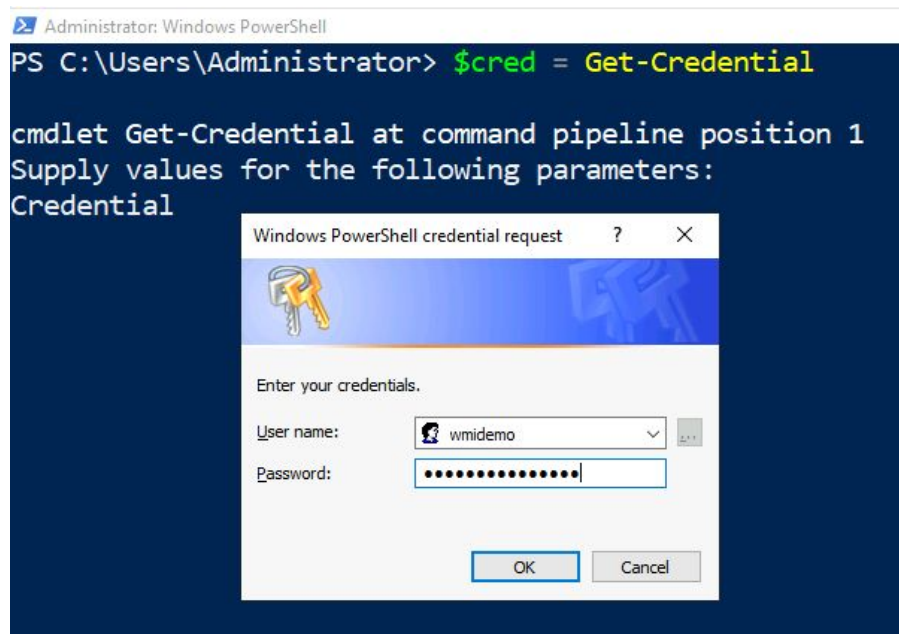 Administrator: Windows PowerShell
PS C:\Users\Administrator> $cred = Get-Credential
cmdlet Get-Credential at command pipeline position 1
Supply values for the following parameters:
Credential
Windows PowerShell credential request ?
Enter your credentials.
User name: wmidemo ...
Password: •••••••••••••••
OK Cancel